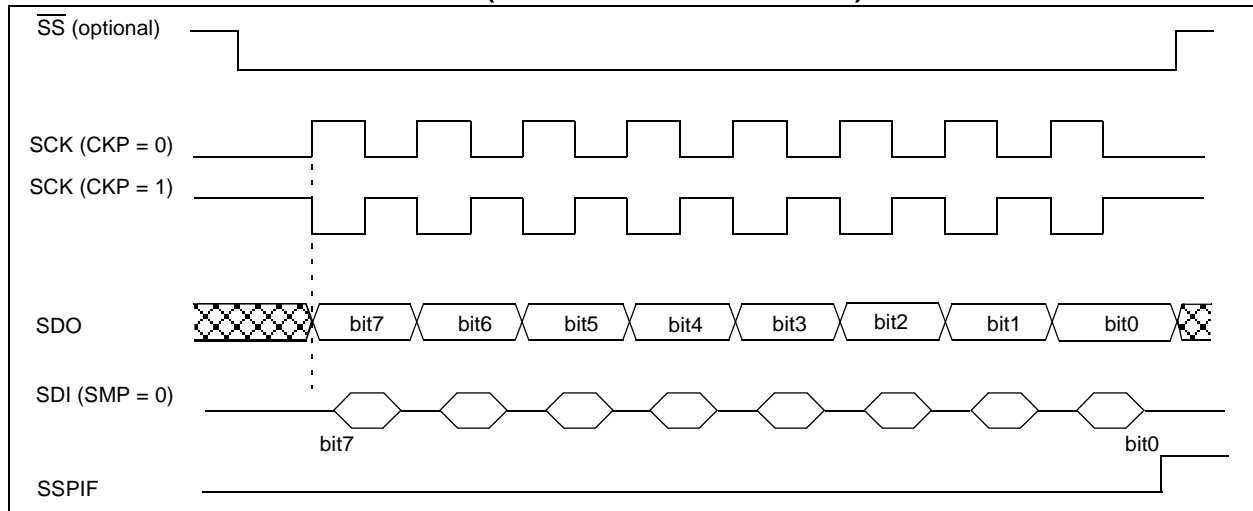 SS (optional)
SCK (CKP = 0)
SCK (CKP = 1)
SDO bit7 bit6 bit5 bit4 bit3 bit2 bit1 bit0
SDI (SMP = 0)
bit7 bit0
SSPIF